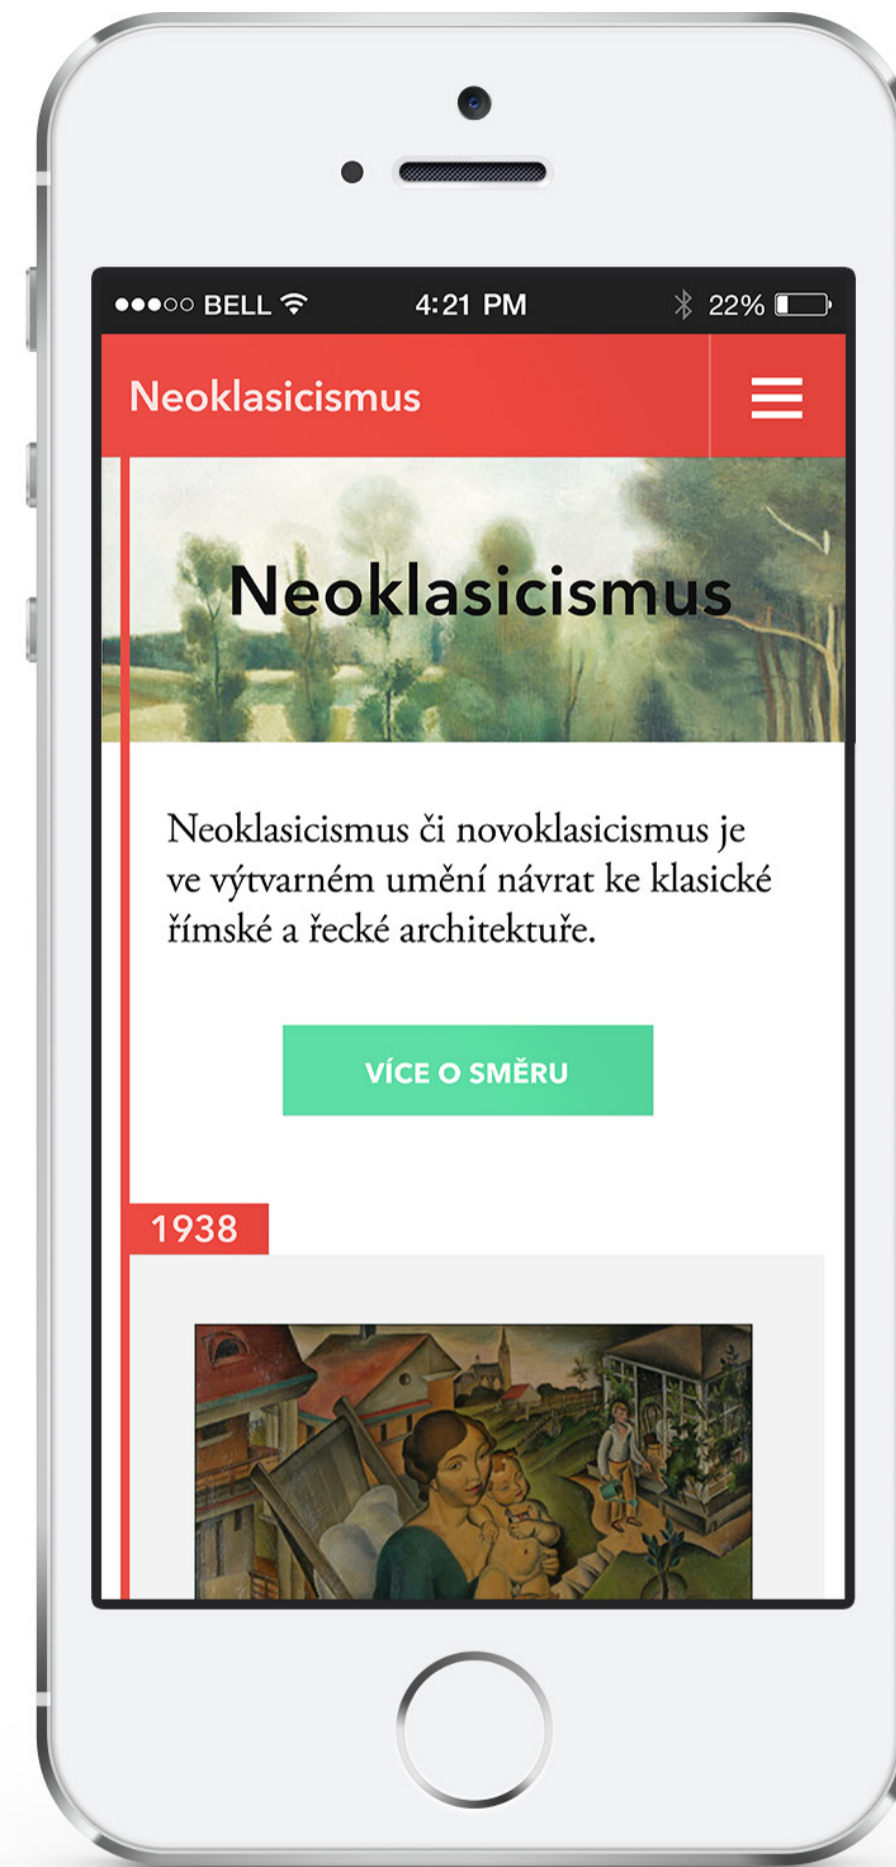 BELL 4:21 PM 22%
Neoklasicismus
Neoklasicismus
Neoklasicismus či novoklasicismus je
ve výtvarném umění návrat ke klasické
římské a řecké architektuře.
VÍCE O SMĚRU
1938